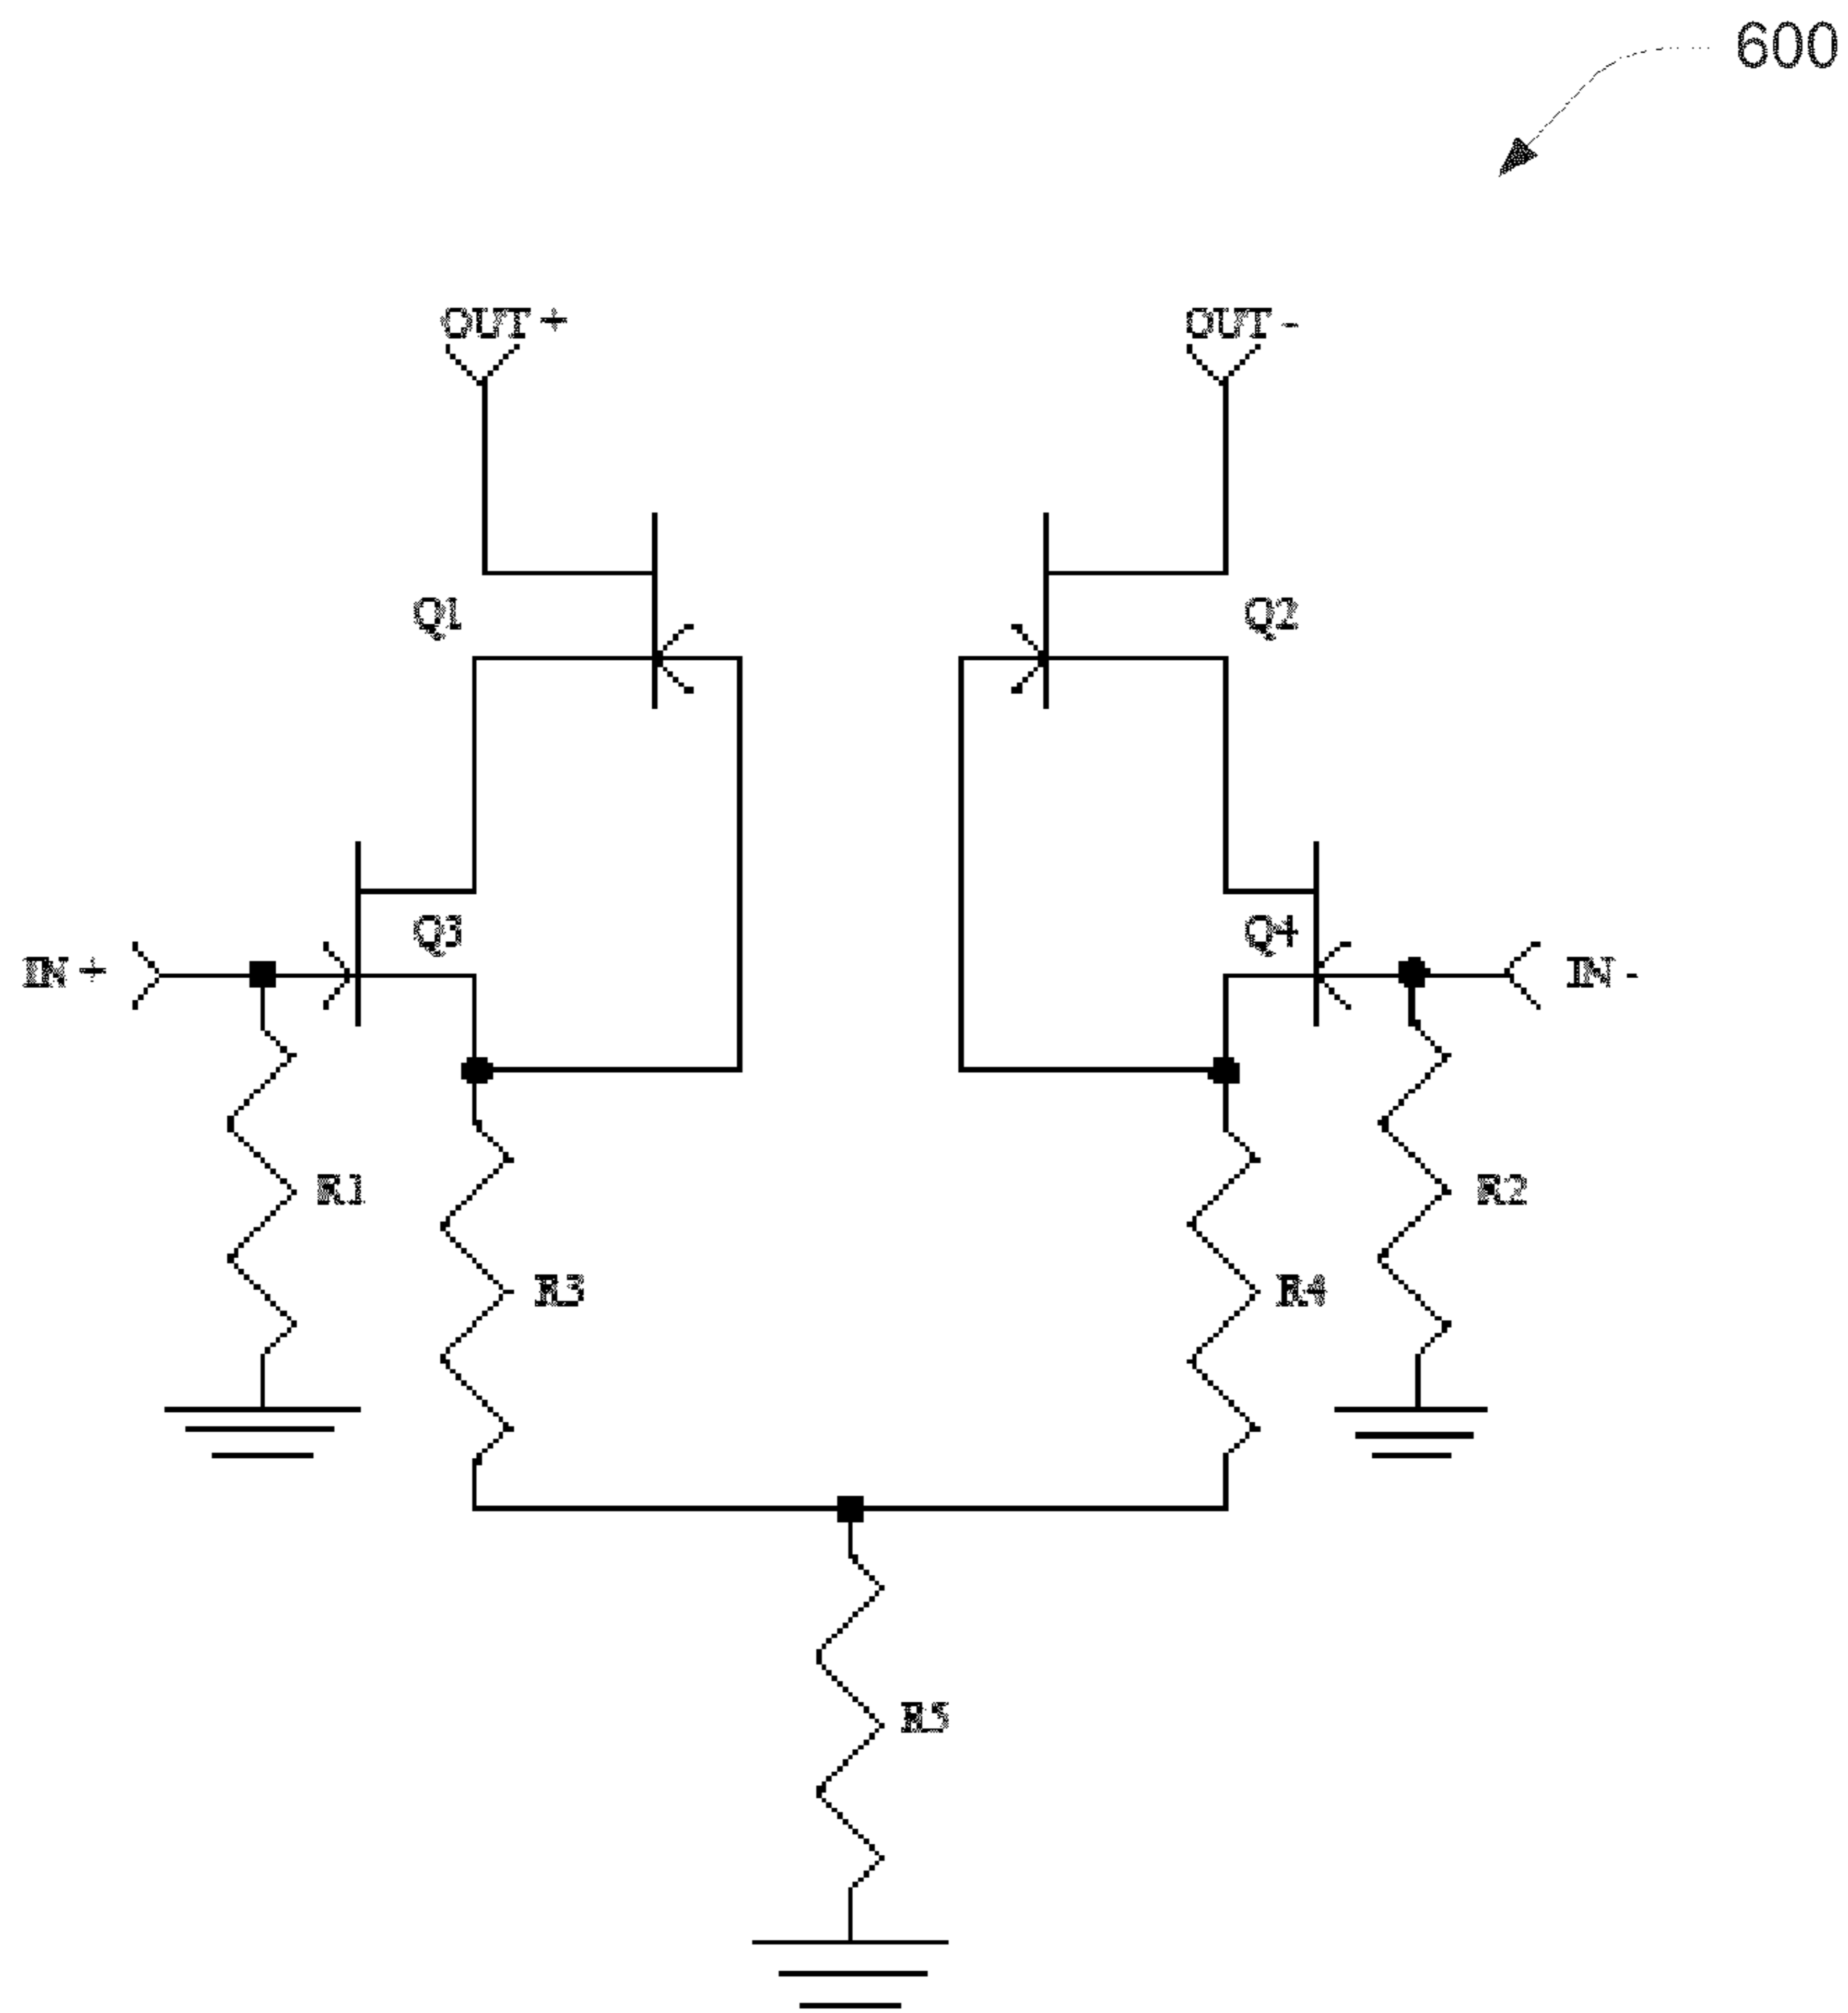 600
OUT+ OUT-
Q1 Q2
Q3 Q4
IN+ IN-
R1 R2
R3 R4
R5